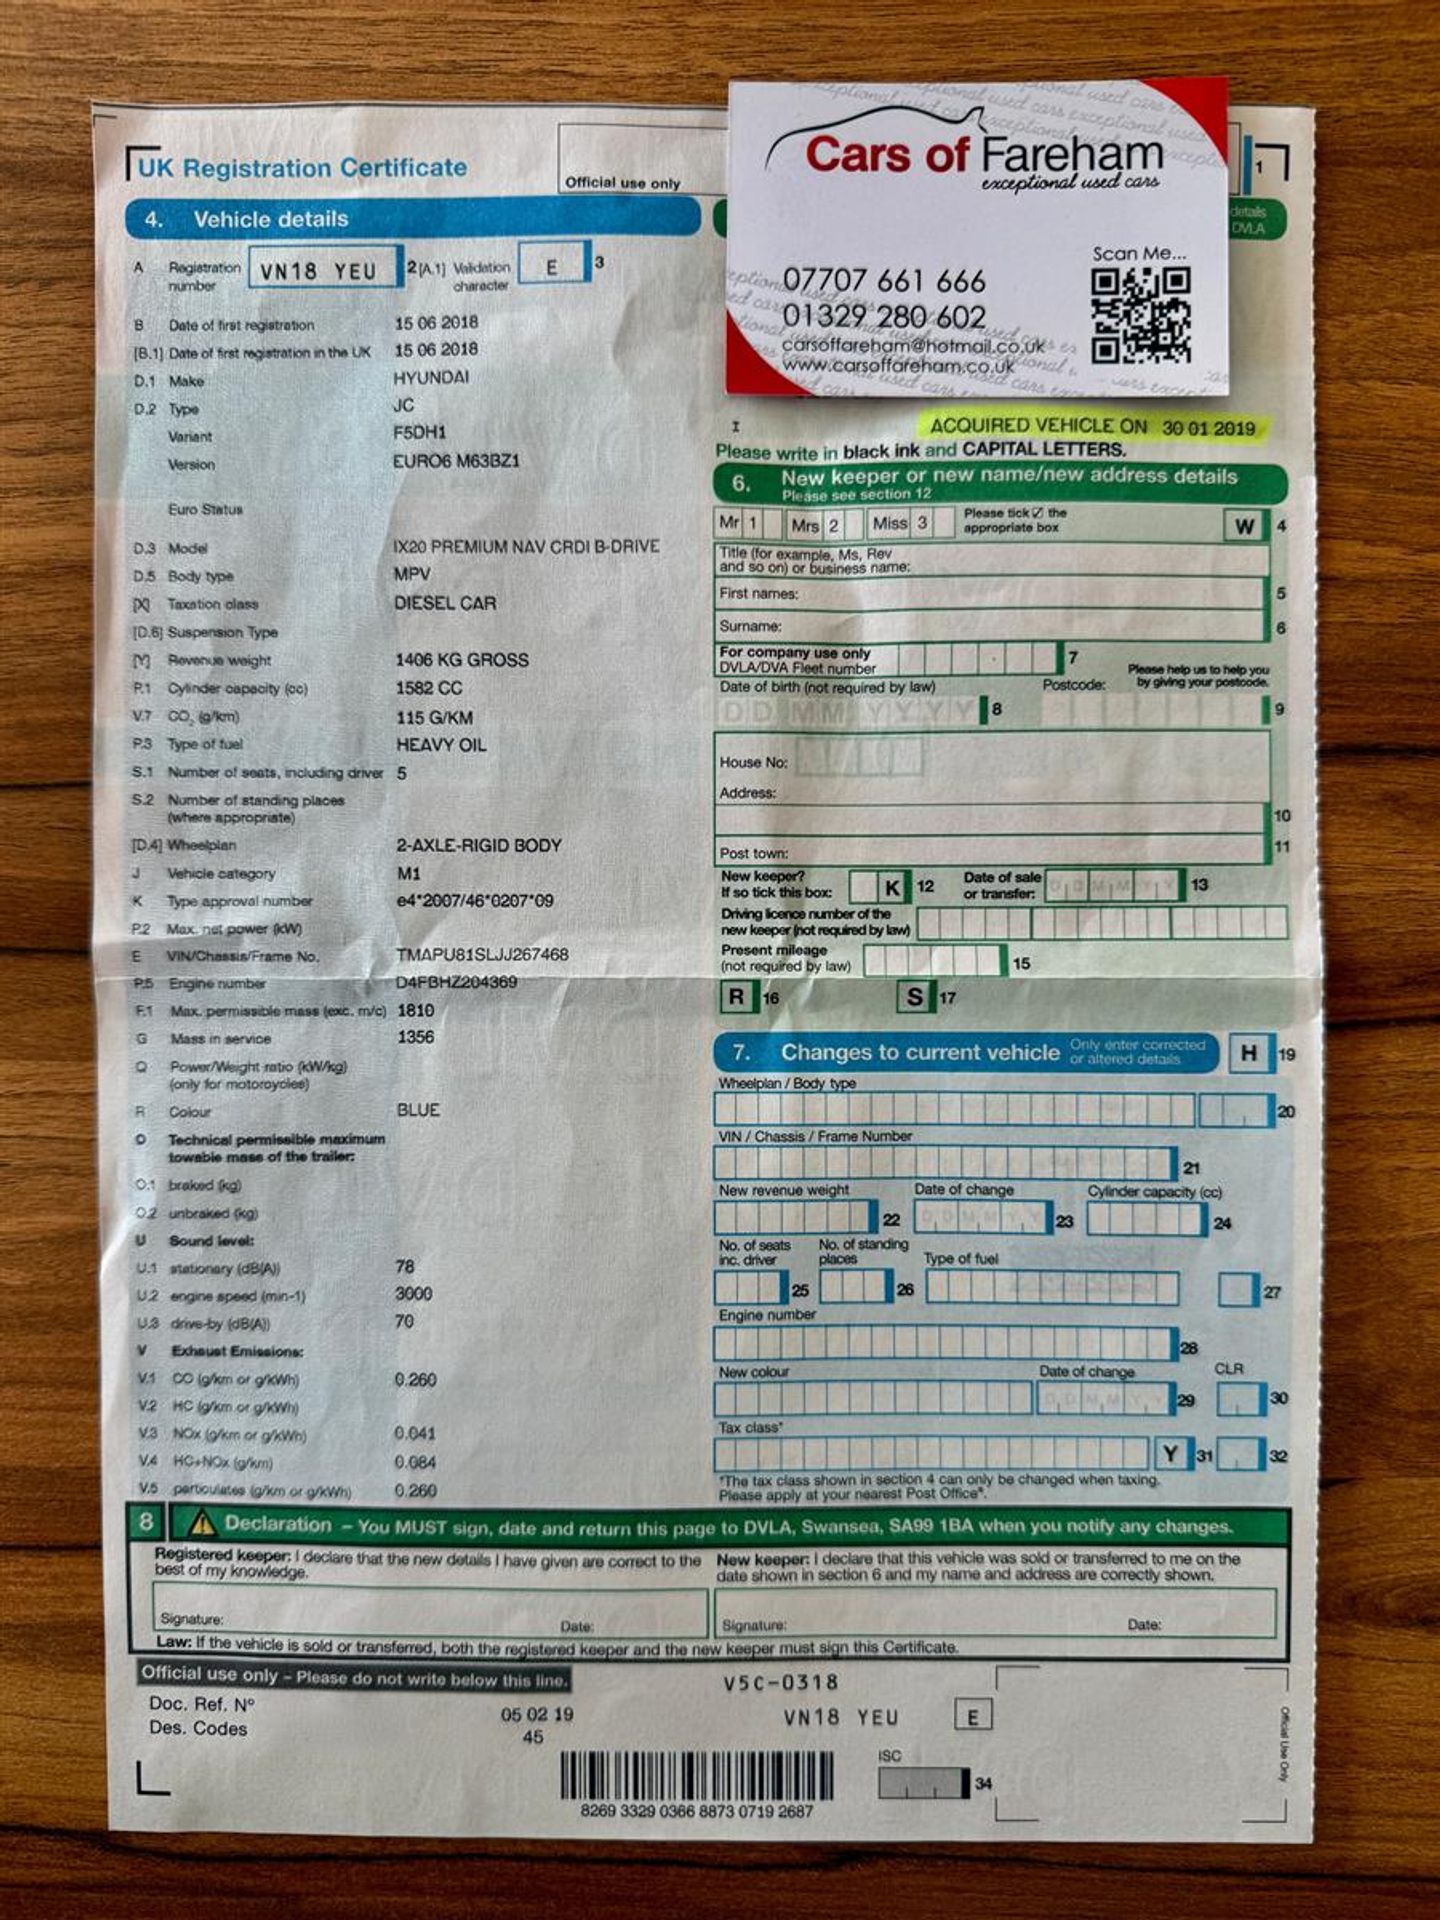 UK Registration Certificate
Official use only
1
4. Vehicle details
details
DVLA
A Registration number VN18 YEU 2 [A.1] Validation character E 3
B Date of first registration 15 06 2018
[B.1] Date of first registration in the UK 15 06 2018
D.1 Make HYUNDAI
D.2 Type JC
Variant F5DH1
Version EURO6 M63BZ1
Euro Status
D.3 Model IX20 PREMIUM NAV CRDI B-DRIVE
D.5 Body type MPV
[X] Taxation class DIESEL CAR
[D.6] Suspension Type
[Y] Revenue weight 1406 KG GROSS
P.1 Cylinder capacity (cc) 1582 CC
V.7 CO2 (g/km) 115 G/KM
P.3 Type of fuel HEAVY OIL
S.1 Number of seats, including driver 5
S.2 Number of standing places
(where appropriate)
[D.4] Wheelplan 2-AXLE-RIGID BODY
J Vehicle category M1
K Type approval number e4*2007/46*0207*09
P.2 Max. net power (kW)
E VIN/Chassis/Frame No. TMAPU81SLJJ267468
P.5 Engine number D4FBHZ204369
F.1 Max. permissible mass (exc. m/c) 1810
G Mass in service 1356
Q Power/Weight ratio (kW/kg)
(only for motorcycles)
R Colour BLUE
O Technical permissible maximum
towable mass of the trailer:
O.1 braked (kg)
O.2 unbraked (kg)
U Sound level:
U.1 stationary (dB(A)) 78
U.2 engine speed (min-1) 3000
U.3 drive-by (dB(A)) 70
V Exhaust Emissions:
V.1 CO (g/km or g/kWh) 0.260
V.2 HC (g/km or g/kWh)
V.3 NOx (g/km or g/kWh) 0.041
V.4 HC+NOx (g/km) 0.084
V.5 particulates (g/km or g/kWh) 0.260
Cars of Fareham
exceptional used cars
Scan Me...
07707 661 666
01329 280 602
carsoffareham@hotmail.co.uk
www.carsoffareham.co.uk
I ACQUIRED VEHICLE ON 30 01 2019
Please write in black ink and CAPITAL LETTERS.
6. New keeper or new name/new address details
Please see section 12
Mr 1 Mrs 2 Miss 3 Please tick ☑ the appropriate box W 4
Title (for example, Ms, Rev
and so on) or business name:
First names: 5
Surname: 6
For company use only
DVLA/DVA Fleet number 7
Please help us to help you
by giving your postcode.
Date of birth (not required by law) Postcode:
D D M M Y Y Y Y 8 9
House No:
Address:
10
Post town: 11
New keeper?
If so tick this box: K 12 Date of sale
or transfer: D D M M Y Y 13
Driving licence number of the
new keeper (not required by law)
Present mileage
(not required by law) 15
R 16 S 17
7. Changes to current vehicle Only enter corrected or altered details H 19
Wheelplan / Body type
20
VIN / Chassis / Frame Number
21
New revenue weight Date of change Cylinder capacity (cc)
22 D D M M Y Y 23 24
No. of seats inc. driver No. of standing places Type of fuel
25 26 27
Engine number
28
New colour Date of change CLR
D D M M Y Y 29 30
Tax class*
Y 31 32
*The tax class shown in section 4 can only be changed when taxing.
Please apply at your nearest Post Office®.
8 Declaration – You MUST sign, date and return this page to DVLA, Swansea, SA99 1BA when you notify any changes.
Registered keeper: I declare that the new details I have given are correct to the
best of my knowledge.
New keeper: I declare that this vehicle was sold or transferred to me on the
date shown in section 6 and my name and address are correctly shown.
Signature: Date: Signature: Date:
Law: If the vehicle is sold or transferred, both the registered keeper and the new keeper must sign this Certificate.
Official use only – Please do not write below this line.
V5C-0318
Doc. Ref. Nº 05 02 19 VN18 YEU E
Des. Codes 45
ISC
34
8269 3329 0366 8873 0719 2687
Official Use Only